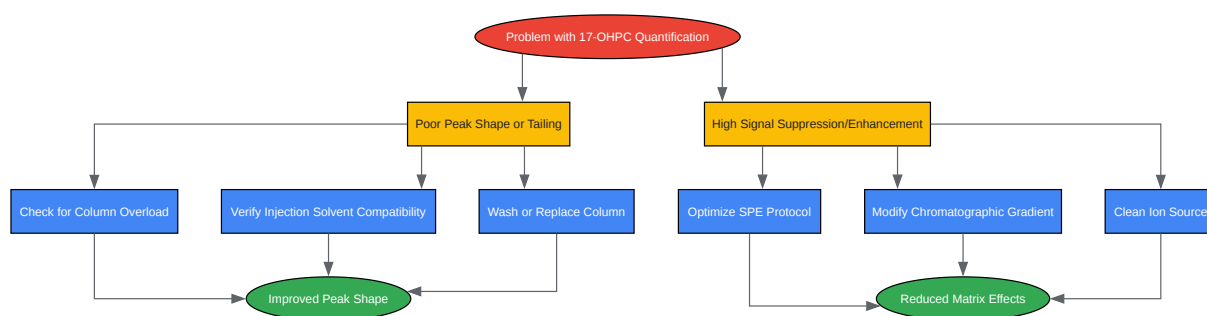 Problem with 17-OHPC Quantification
Poor Peak Shape or Tailing
High Signal Suppression/Enhancement
Check for Column Overload
Verify Injection Solvent Compatibility
Wash or Replace Column
Optimize SPE Protocol
Modify Chromatographic Gradient
Clean Ion Source
Improved Peak Shape
Reduced Matrix Effects